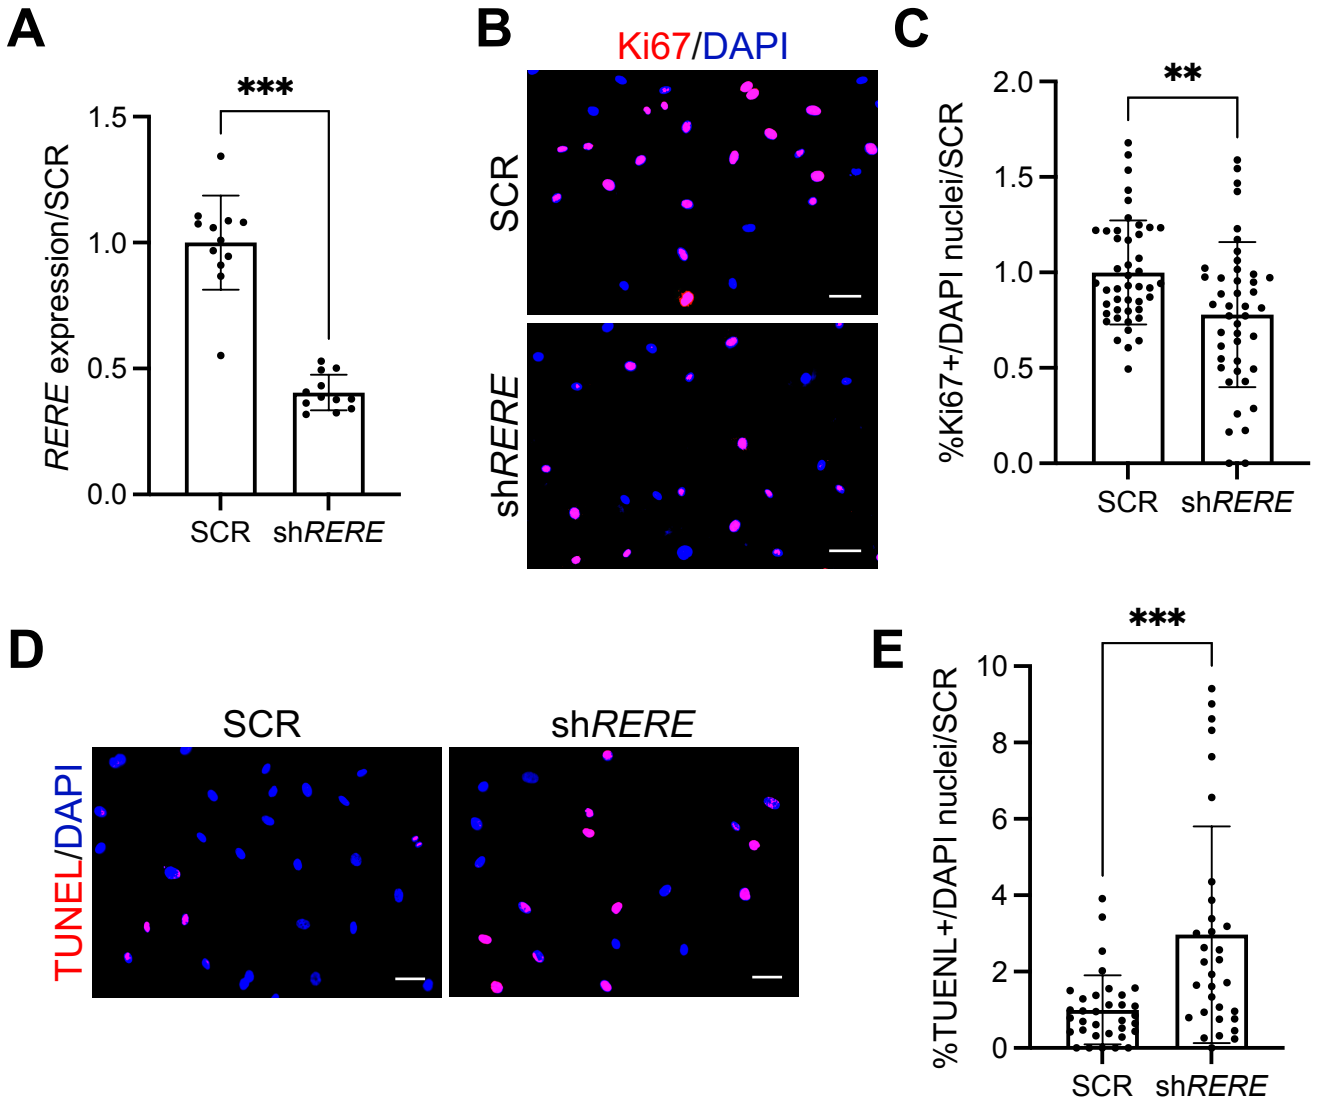 A
***
RERE expression/SCR
1.5
1.0
0.5
0.0
SCR
shRERE
B
Ki67/DAPI
SCR
shRERE
C
**
%Ki67+/DAPI nuclei/SCR
2.0
1.5
1.0
0.5
0.0
SCR
shRERE
D
SCR
shRERE
TUNEL/DAPI
E
***
%TUENL+/DAPI nuclei/SCR
10
8
6
4
2
0
SCR
shRERE